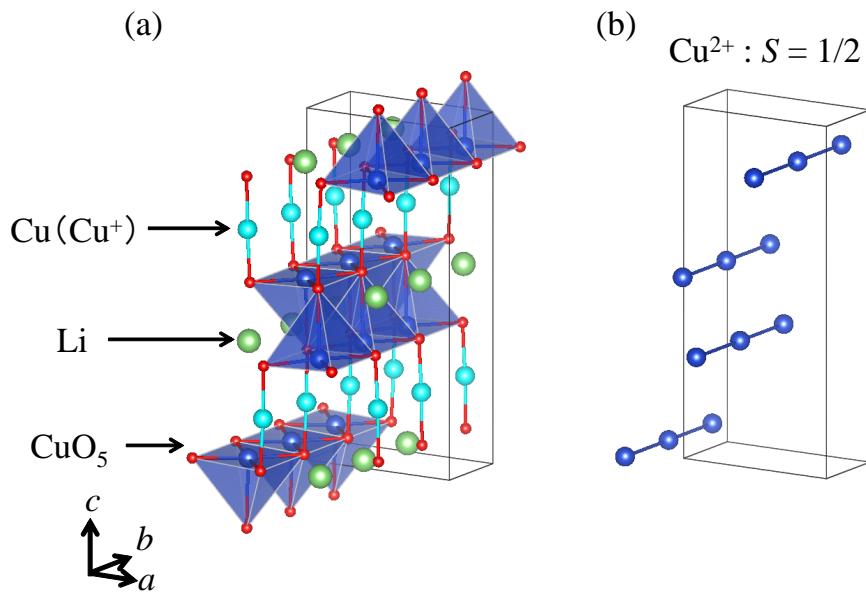 (a)
(b)
Cu²⁺ : S = 1/2
Cu（Cu⁺）
Li
CuO₅
c
b
a